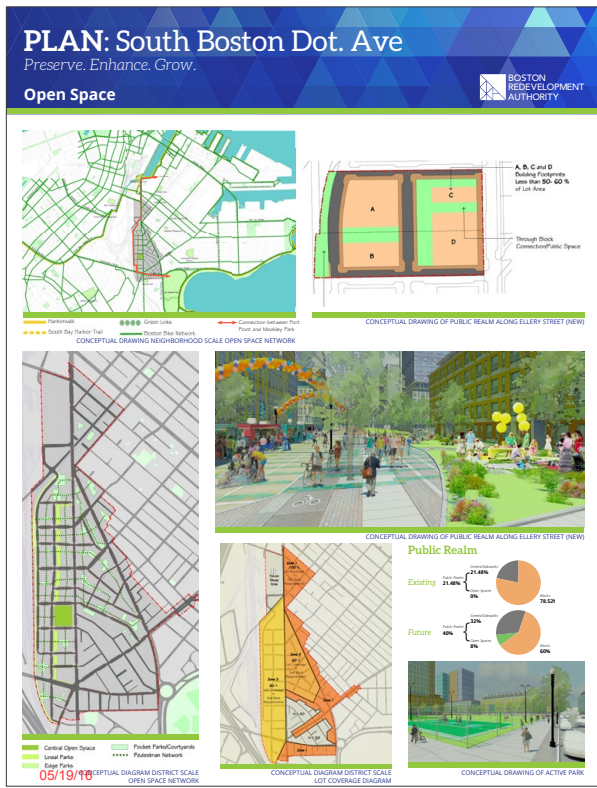 PLAN: South Boston Dot. Ave
Preserve. Enhance. Grow.
Open Space
BOSTON
REDEVELOPMENT
AUTHORITY
A, B, C and D
Building Footprints
Less than 50- 60 %
of Lot Area
A
B
C
D
Through Block
Connection/Public Space
Harborwalk
South Bay Harbor Trail
Green Links
Boston Bike Network
Connection between Fort
Point and Moakley Park
CONCEPTUAL DRAWING NEIGHBORHOOD SCALE OPEN SPACE NETWORK
CONCEPTUAL DRAWING OF PUBLIC REALM ALONG ELLERY STREET (NEW)
CONCEPTUAL DRAWING OF PUBLIC REALM ALONG ELLERY STREET (NEW)
Public Realm
Existing
Public Realm
21.48%
Streets/Sidewalks
21.48%
Open Space
0%
Blocks
78.52%
Future
Public Realm
40%
Streets/Sidewalks
32%
Open Space
8%
Blocks
60%
Future
Study
Area
Central Open Space
Lineal Parks
Edge Parks
Pocket Parks/Courtyards
Pedestrian Network
05/19/16
CONCEPTUAL DIAGRAM DISTRICT SCALE
OPEN SPACE NETWORK
CONCEPTUAL DIAGRAM DISTRICT SCALE
LOT COVERAGE DIAGRAM
CONCEPTUAL DRAWING OF ACTIVE PARK